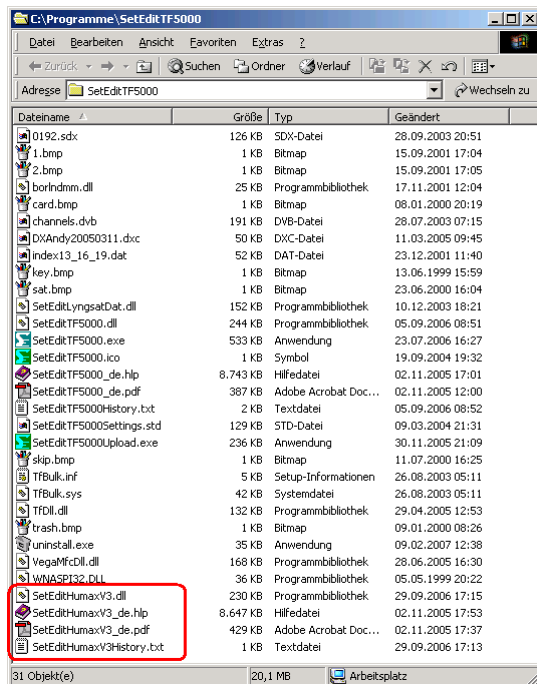 C:\Programme\SetEditTF5000
Datei Bearbeiten Ansicht Favoriten Extras ?
Zurück Suchen Ordner Verlauf
Adresse SetEditTF5000 Wechseln zu
Dateiname Größe Typ Geändert
0192.sdx 126 KB SDX-Datei 28.09.2003 20:51
1.bmp 1 KB Bitmap 15.09.2001 17:04
2.bmp 1 KB Bitmap 15.09.2001 17:05
borlndmm.dll 25 KB Programmbibliothek 17.11.2001 12:04
card.bmp 1 KB Bitmap 08.01.2000 20:19
channels.dvb 191 KB DVB-Datei 28.07.2003 07:15
DXAndy20050311.dxc 50 KB DXC-Datei 11.03.2005 09:45
index13_16_19.dat 52 KB DAT-Datei 23.12.2001 11:40
key.bmp 1 KB Bitmap 13.06.1999 15:59
sat.bmp 1 KB Bitmap 23.06.2000 16:04
SetEditLyngsatDat.dll 152 KB Programmbibliothek 10.12.2003 18:21
SetEditTF5000.dll 244 KB Programmbibliothek 05.09.2006 08:51
SetEditTF5000.exe 533 KB Anwendung 23.07.2006 16:27
SetEditTF5000.ico 1 KB Symbol 19.09.2004 19:32
SetEditTF5000_de.hlp 8.743 KB Hilfedatei 02.11.2005 17:01
SetEditTF5000_de.pdf 387 KB Adobe Acrobat Doc... 02.11.2005 12:00
SetEditTF5000History.txt 2 KB Textdatei 05.09.2006 08:52
SetEditTF5000Settings.std 129 KB STD-Datei 09.03.2004 21:31
SetEditTF5000Upload.exe 236 KB Anwendung 30.11.2005 21:09
skip.bmp 1 KB Bitmap 11.07.2000 16:25
TfBulk.inf 5 KB Setup-Informationen 26.08.2003 05:11
TfBulk.sys 42 KB Systemdatei 26.08.2003 05:11
TfDll.dll 132 KB Programmbibliothek 29.04.2005 12:53
trash.bmp 1 KB Bitmap 09.01.2000 08:26
uninstall.exe 35 KB Anwendung 09.02.2007 12:38
VegaMfcDll.dll 168 KB Programmbibliothek 28.06.2005 16:30
WNASPI32.DLL 36 KB Programmbibliothek 05.05.1999 20:22
SetEditHumaxV3.dll 230 KB Programmbibliothek 29.09.2006 17:15
SetEditHumaxV3_de.hlp 8.647 KB Hilfedatei 02.11.2005 17:53
SetEditHumaxV3_de.pdf 429 KB Adobe Acrobat Doc... 02.11.2005 17:37
SetEditHumaxV3History.txt 1 KB Textdatei 29.09.2006 17:13
31 Objekt(e) 20,1 MB Arbeitsplatz